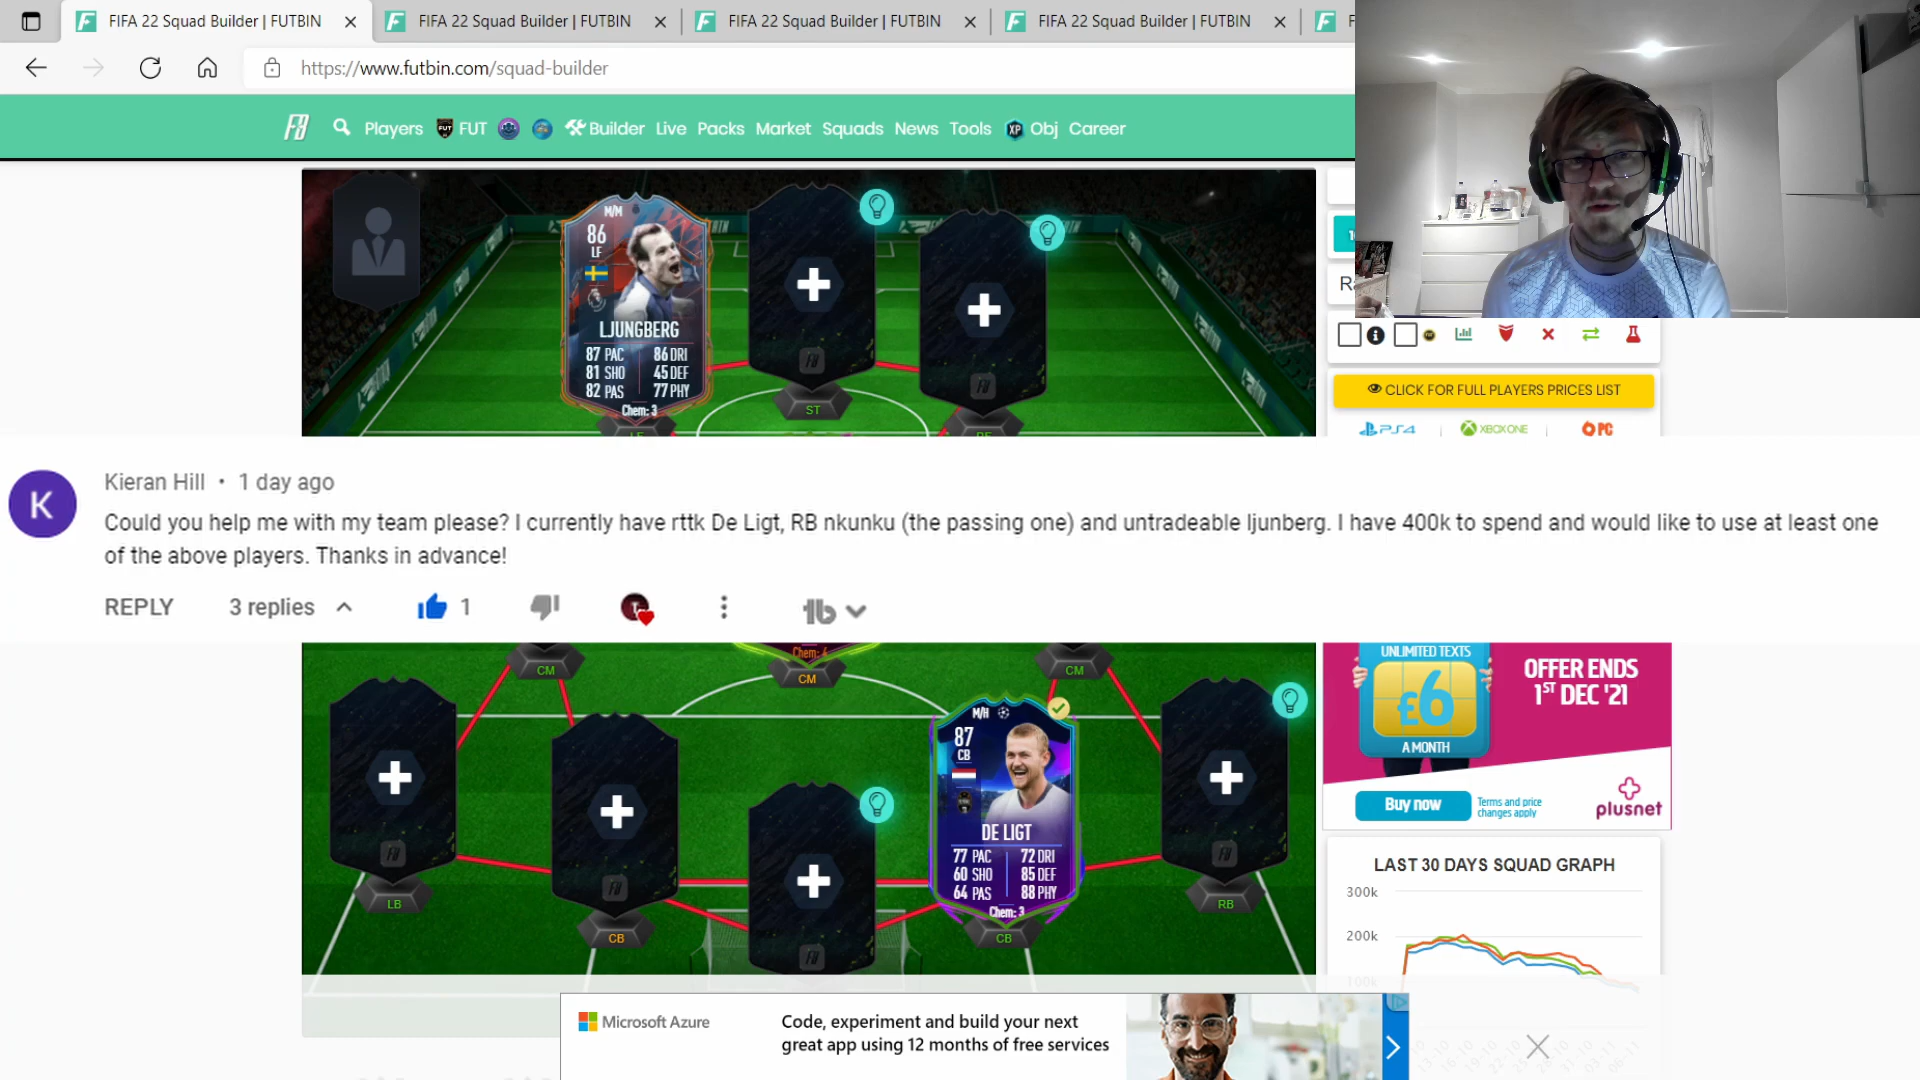 FIFA 22 Squad Builder | FUTBIN
FIFA 22 Squad Builder | FUTBIN
FIFA 22 Squad Builder | FUTBIN
FIFA 22 Squad Builder | FUTBIN
https://www.futbin.com/squad-builder
Players FUT Builder Live Packs Market Squads News Tools XP Obj Career
M/M
86
LF
LJUNGBERG
87 PAC 86 DRI
81 SHO 45 DEF
82 PAS 77 PHY
Chem: 3
ST
CLICK FOR FULL PLAYERS PRICES LIST
PS4 XBOX ONE PC
K
Kieran Hill • 1 day ago
Could you help me with my team please? I currently have rttk De Ligt, RB nkunku (the passing one) and untradeable ljunberg. I have 400k to spend and would like to use at least one
of the above players. Thanks in advance!
REPLY 3 replies 1
Chem: 4
CM CM CM
M/H
87
CB
DE LIGT
77 PAC 72 DRI
60 SHO 85 DEF
64 PAS 88 PHY
Chem: 3
LB CB CB RB
UNLIMITED TEXTS
£6
A MONTH
OFFER ENDS
1ST DEC '21
Buy now
Terms and price
changes apply
plusnet
LAST 30 DAYS SQUAD GRAPH
300k
200k
100k
Microsoft Azure
Code, experiment and build your next
great app using 12 months of free services